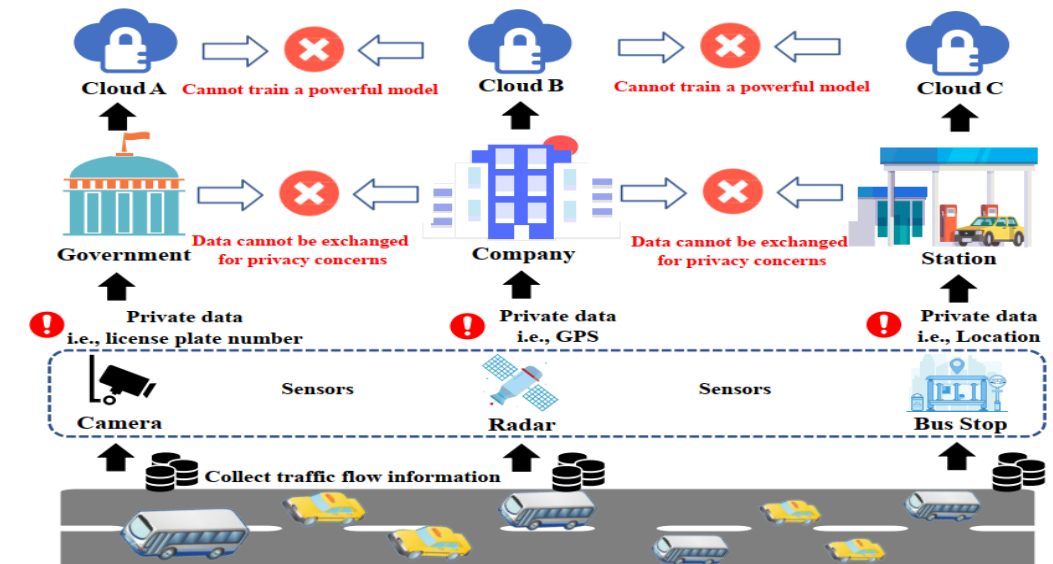 Cloud A
Cannot train a powerful model
Cloud B
Cannot train a powerful model
Cloud C
Government
Data cannot be exchanged
for privacy concerns
Company
Data cannot be exchanged
for privacy concerns
Station
Private data
i.e., license plate number
Private data
i.e., GPS
Private data
i.e., Location
Camera
Sensors
Radar
Sensors
Bus Stop
Collect traffic flow information